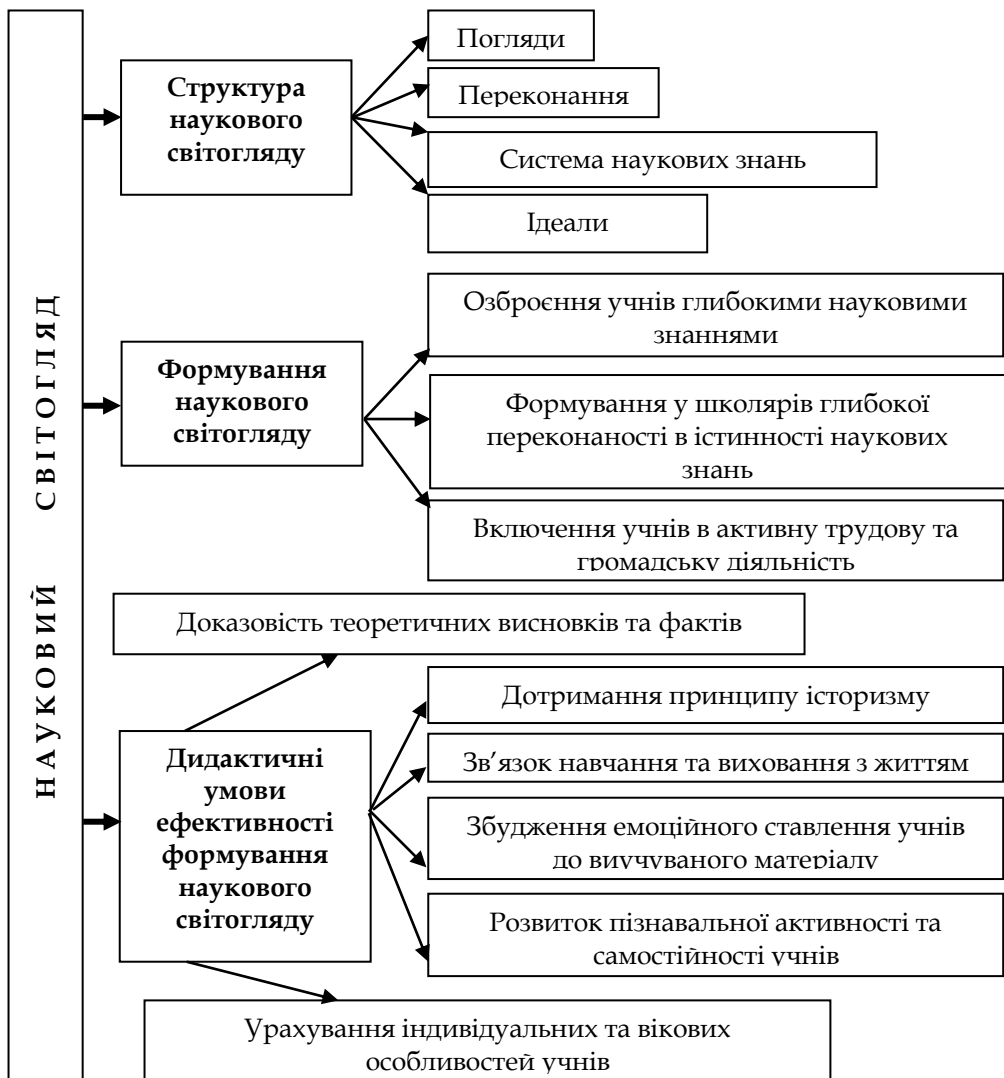 НАУКОВИЙ СВІТОГЛЯД
Структура
наукового
світогляду
Погляди
Переконання
Система наукових знань
Ідеали
Формування
наукового
світогляду
Озброєння учнів глибокими науковими
знаннями
Формування у школярів глибокої
переконаності в істинності наукових
знань
Включення учнів в активну трудову та
громадську діяльність
Доказовість теоретичних висновків та фактів
Дидактичні
умови
ефективності
формування
наукового
світогляду
Дотримання принципу історизму
Зв’язок навчання та виховання з життям
Збудження емоційного ставлення учнів
до вивчуваного матеріалу
Розвиток пізнавальної активності та
самостійності учнів
Урахування індивідуальних та вікових
особливостей учнів